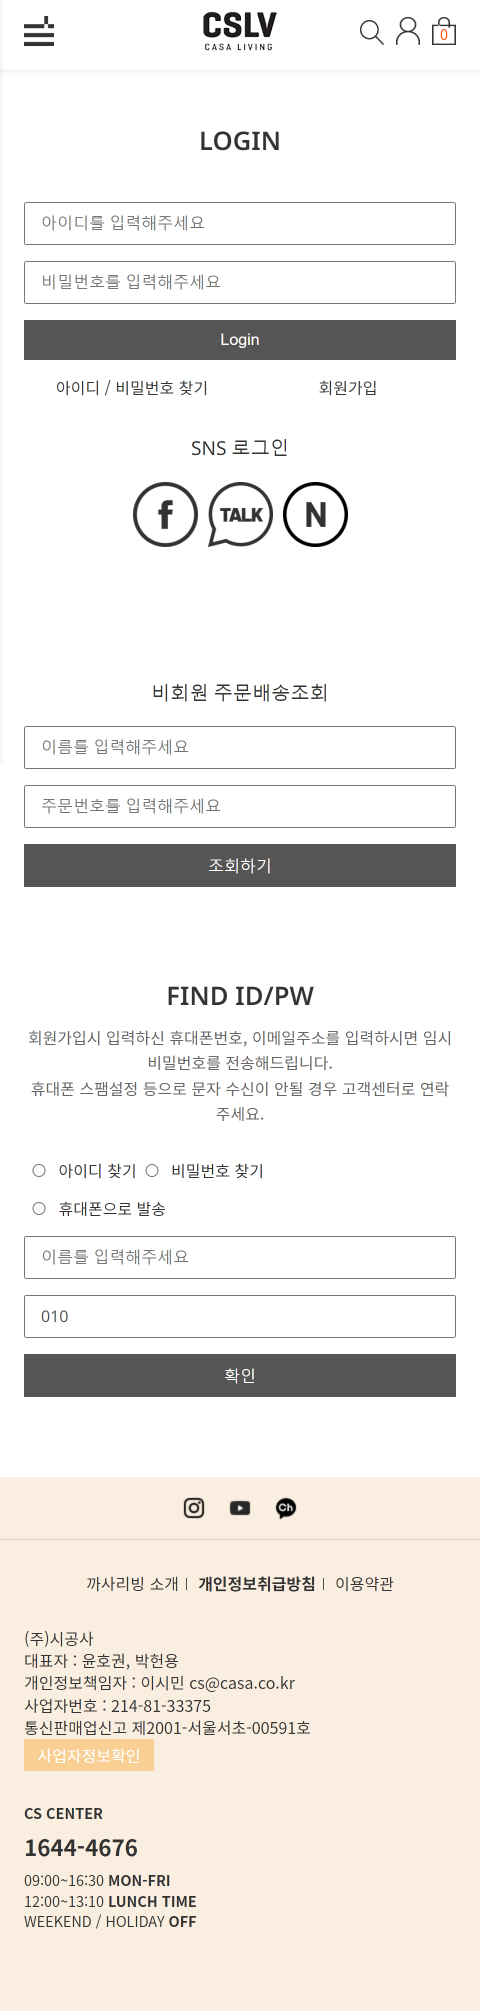 CSLV
CASA LIVING
0
LOGIN
아이디를 입력해주세요
비밀번호를 입력해주세요
Login
아이디 / 비밀번호 찾기 회원가입
SNS 로그인
f TALK N
비회원 주문배송조회
이름를 입력해주세요
주문번호를 입력해주세요
조회하기
FIND ID/PW
회원가입시 입력하신 휴대폰번호, 이메일주소를 입력하시면 임시
비밀번호를 전송해드립니다.
휴대폰 스팸설정 등으로 문자 수신이 안될 경우 고객센터로 연락
주세요.
아이디 찾기 비밀번호 찾기
휴대폰으로 발송
이름를 입력해주세요
010
확인
Ch
까사리빙 소개 | 개인정보취급방침 | 이용약관
(주)시공사
대표자 : 윤호권, 박헌용
개인정보책임자 : 이시민 cs@casa.co.kr
사업자번호 : 214-81-33375
통신판매업신고 제2001-서울서초-00591호
사업자정보확인
CS CENTER
1644-4676
09:00~16:30 MON-FRI
12:00~13:10 LUNCH TIME
WEEKEND / HOLIDAY OFF